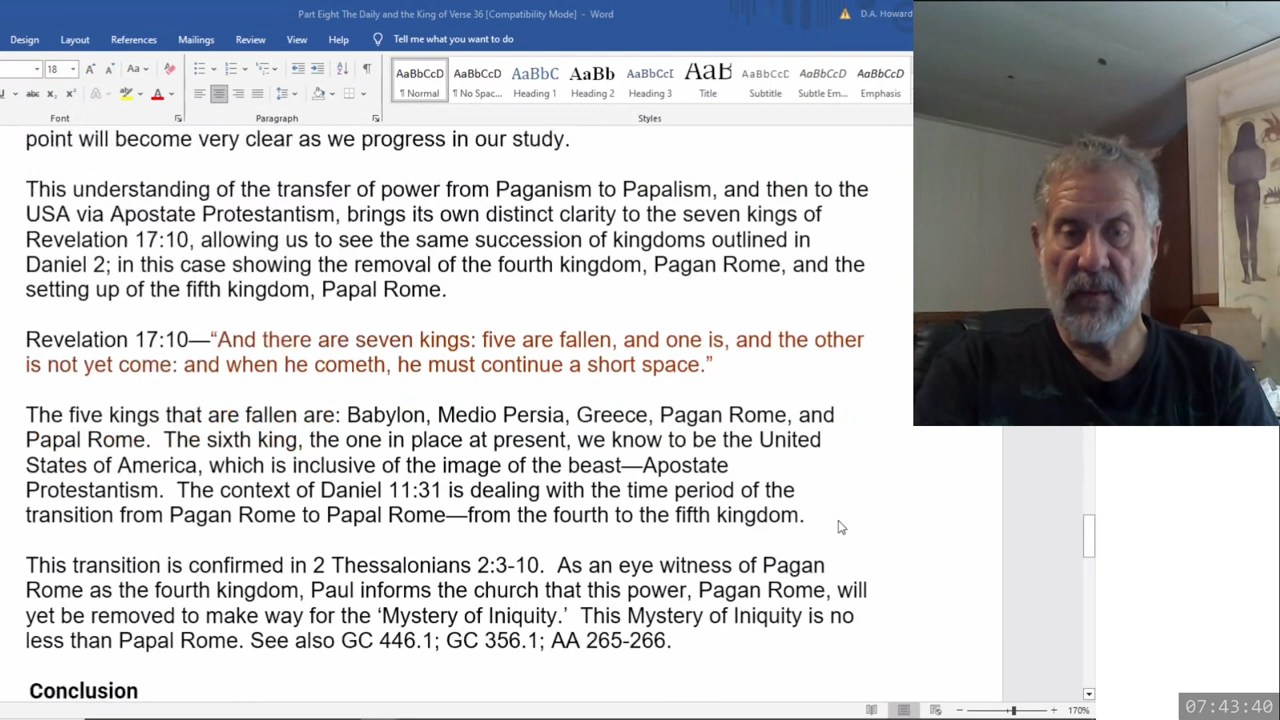 Part Eight The Daily and the King of Verse 36 [Compatibility Mode] - Word
D.A. Howard
Design Layout References Mailings Review View Help Tell me what you want to do
18
AaBbCcD AaBbCcD AaBbC AaBb AaBbCcI AaB AaBbCcD AaBbCcD AaBbCcD
¶ Normal ¶ No Spac... Heading 1 Heading 2 Heading 3 Title Subtitle Subtle Em... Emphasis
Font Paragraph Styles
point will become very clear as we progress in our study.
This understanding of the transfer of power from Paganism to Papalism, and then to the
USA via Apostate Protestantism, brings its own distinct clarity to the seven kings of
Revelation 17:10, allowing us to see the same succession of kingdoms outlined in
Daniel 2; in this case showing the removal of the fourth kingdom, Pagan Rome, and the
setting up of the fifth kingdom, Papal Rome.
Revelation 17:10—“And there are seven kings: five are fallen, and one is, and the other
is not yet come: and when he cometh, he must continue a short space.”
The five kings that are fallen are: Babylon, Medio Persia, Greece, Pagan Rome, and
Papal Rome. The sixth king, the one in place at present, we know to be the United
States of America, which is inclusive of the image of the beast—Apostate
Protestantism. The context of Daniel 11:31 is dealing with the time period of the
transition from Pagan Rome to Papal Rome—from the fourth to the fifth kingdom.
This transition is confirmed in 2 Thessalonians 2:3-10. As an eye witness of Pagan
Rome as the fourth kingdom, Paul informs the church that this power, Pagan Rome, will
yet be removed to make way for the ‘Mystery of Iniquity.’ This Mystery of Iniquity is no
less than Papal Rome. See also GC 446.1; GC 356.1; AA 265-266.
Conclusion
170%
07:43:40